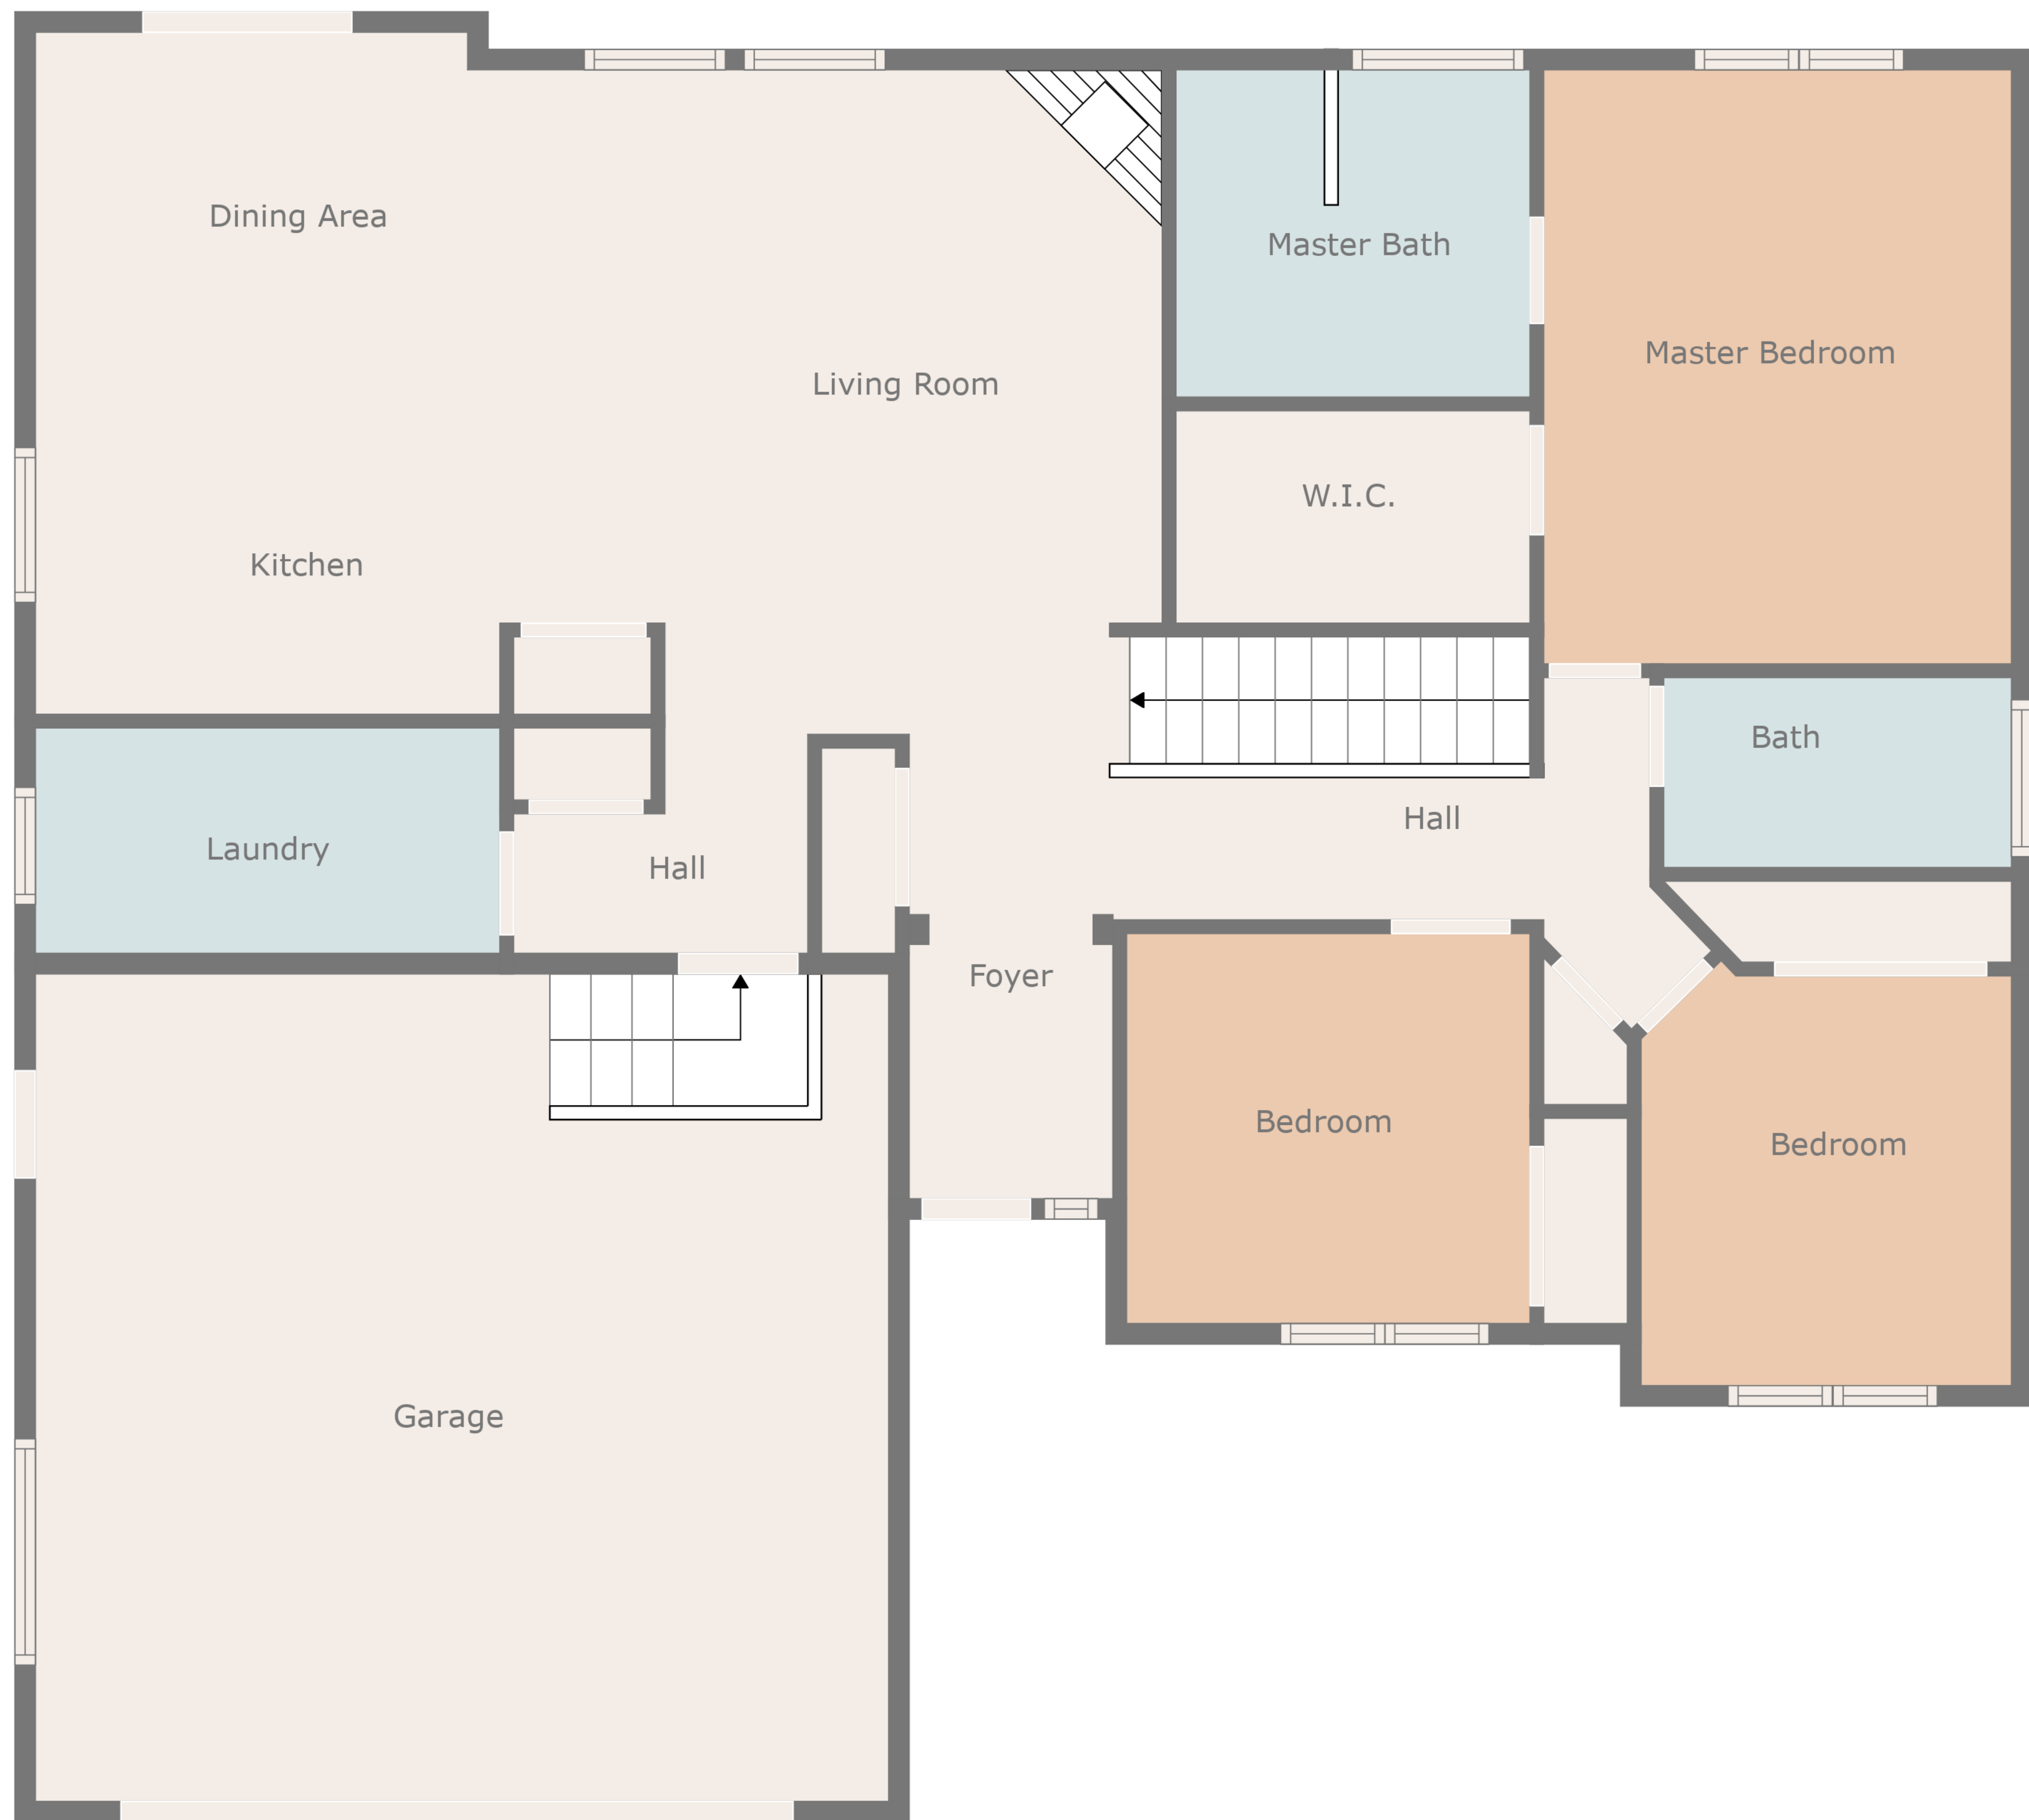 Dining Area
Master Bath
Master Bedroom
Living Room
W.I.C.
Kitchen
Bath
Hall
Laundry
Hall
Foyer
Bedroom
Bedroom
Garage